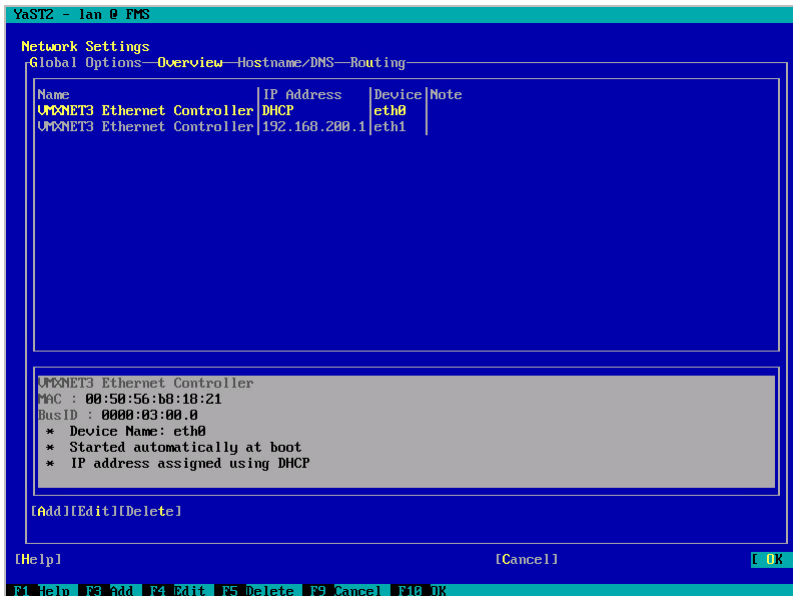 YaST2 - lan @ FMS
Network Settings
Global Options—Overview—Hostname/DNS—Routing
Name |IP Address |Device|Note
VMXNET3 Ethernet Controller|DHCP |eth0
VMXNET3 Ethernet Controller|192.168.200.1|eth1
VMXNET3 Ethernet Controller
MAC : 00:50:56:b8:18:21
BusID : 0000:03:00.0
* Device Name: eth0
* Started automatically at boot
* IP address assigned using DHCP
[Add][Edit][Delete]
[Help] [Cancel] [ OK
F1 Help F3 Add F4 Edit F5 Delete F9 Cancel F10 OK